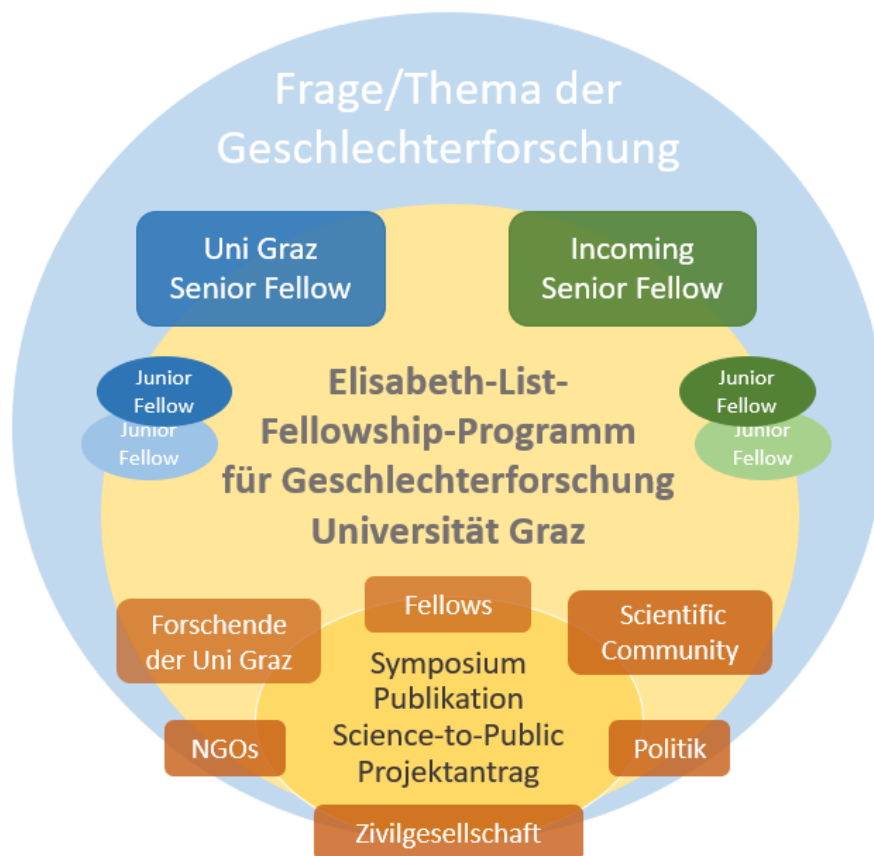 Frage/Thema der
Geschlechterforschung
Uni Graz
Senior Fellow
Incoming
Senior Fellow
Junior
Fellow
Junior
Fellow
Junior
Fellow
Junior
Fellow
Elisabeth-List-
Fellowship-Programm
für Geschlechterforschung
Universität Graz
Fellows
Forschende
der Uni Graz
Scientific
Community
Symposium
Publikation
Science-to-Public
Projektantrag
NGOs
Politik
Zivilgesellschaft